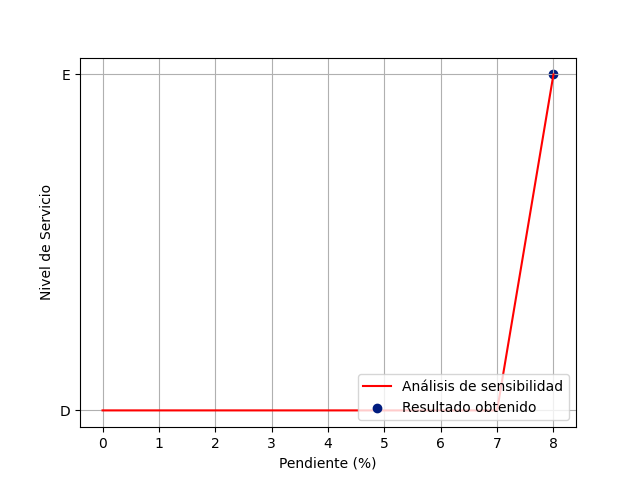 E
D
Nivel de Servicio
0 1 2 3 4 5 6 7 8
Pendiente (%)
Análisis de sensibilidad
Resultado obtenido